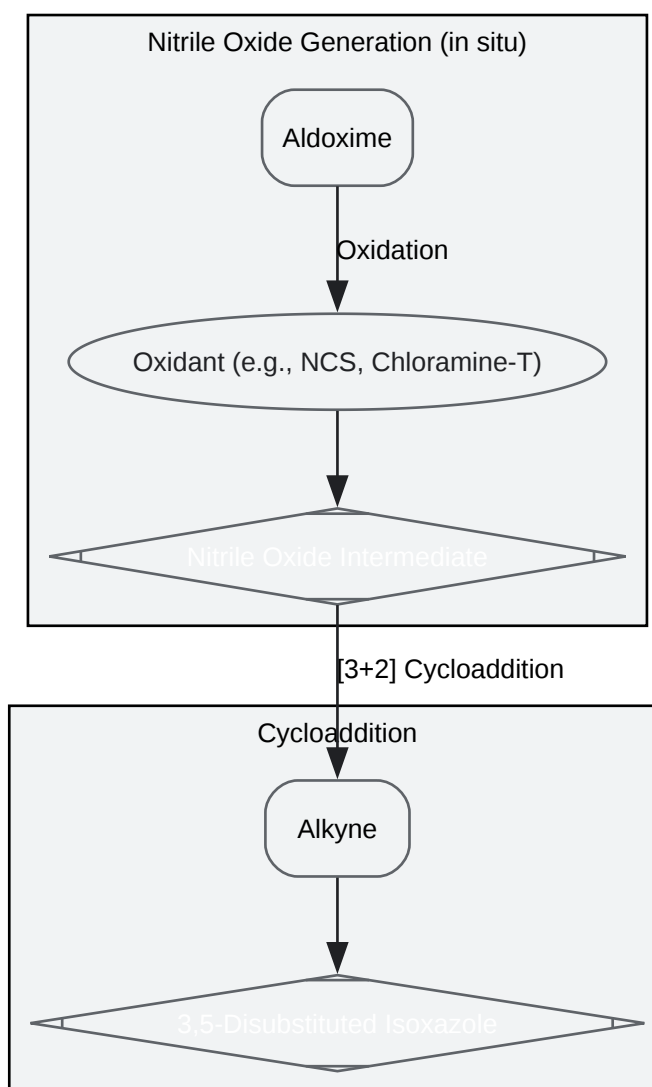 Nitrile Oxide Generation (in situ)
Aldoxime
Oxidation
Oxidant (e.g., NCS, Chloramine-T)
Nitrile Oxide Intermediate
[3+2] Cycloaddition
Cycloaddition
Alkyne
3,5-Disubstituted Isoxazole